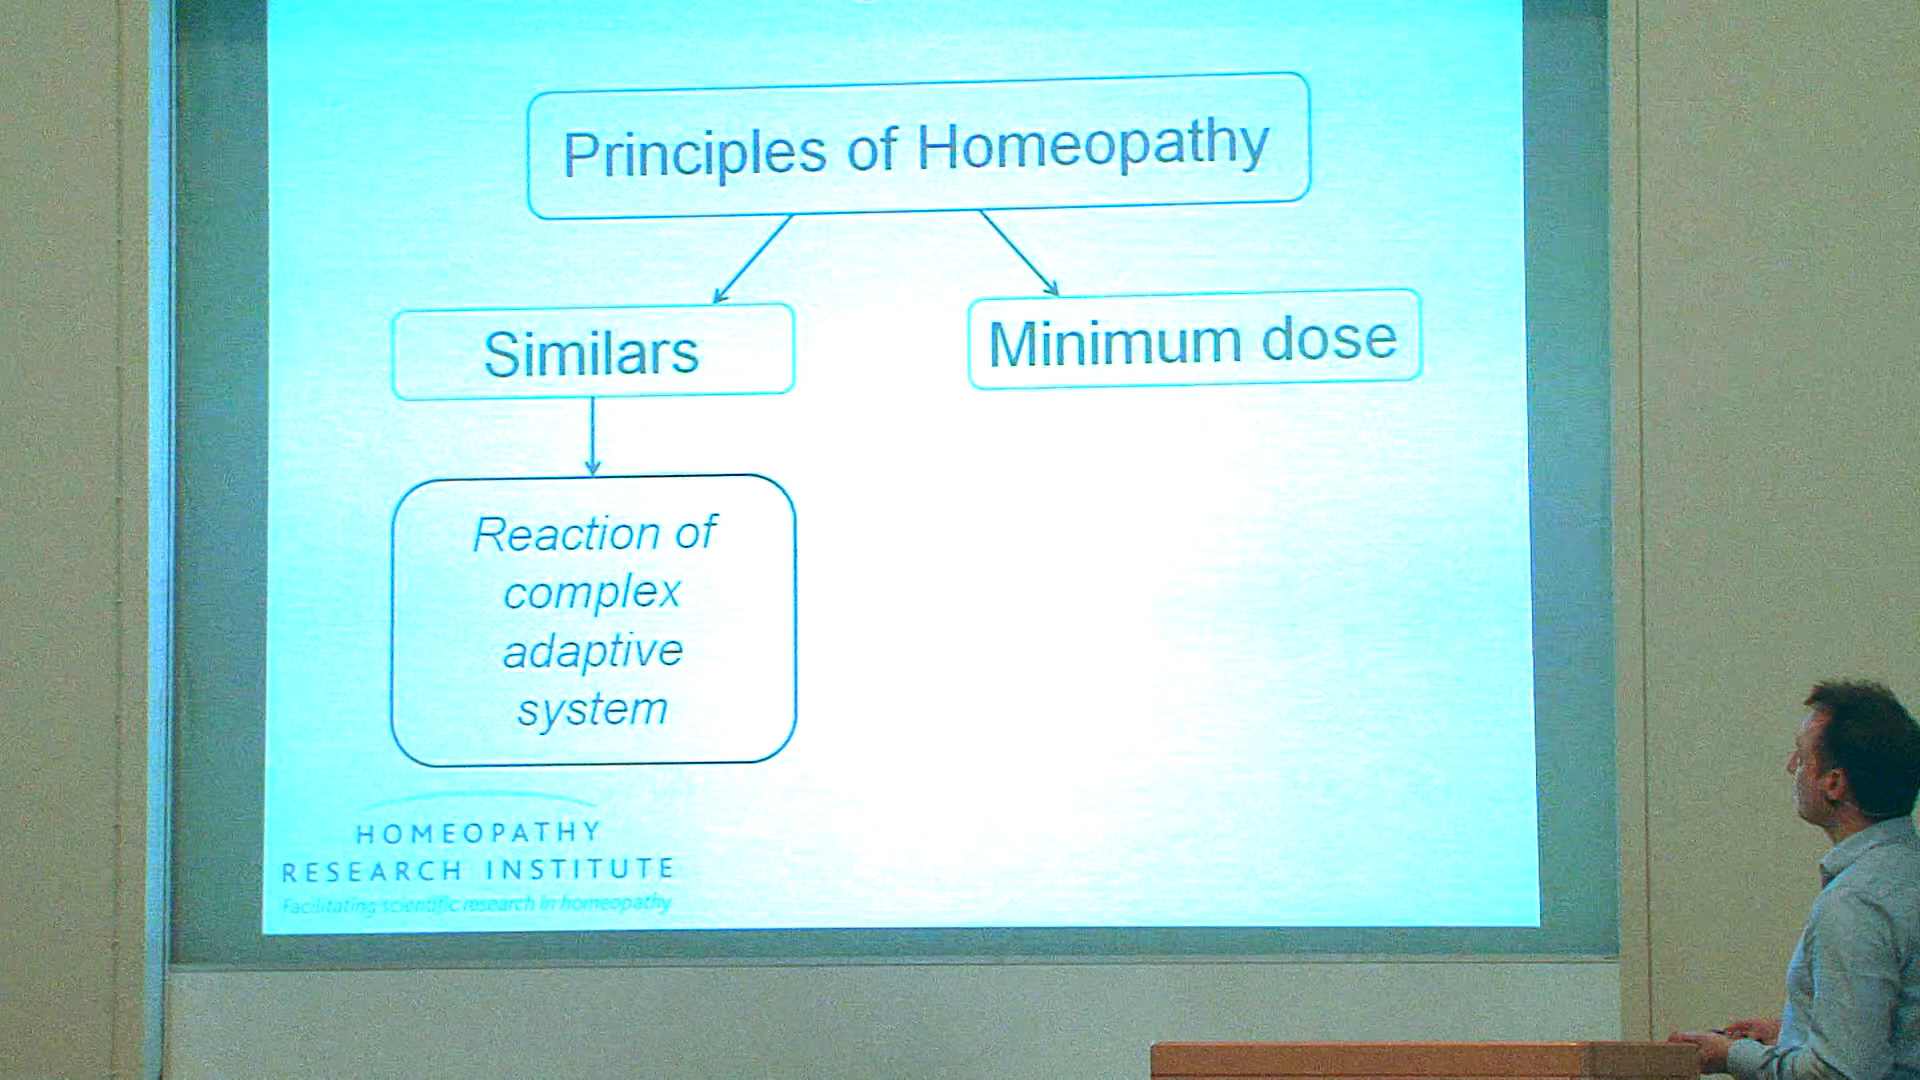 Principles of Homeopathy
Similars
Minimum dose
Reaction of
complex
adaptive
system
HOMEOPATHY
RESEARCH INSTITUTE
Facilitating scientific research in homeopathy